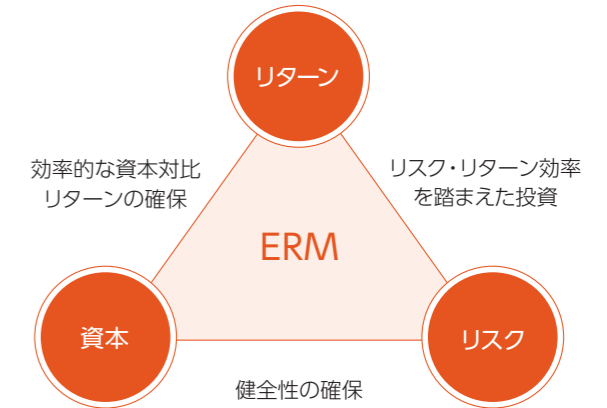 リターン
効率的な資本対比
リターンの確保
リスク・リターン効率
を踏まえた投資
ERM
資本
リスク
健全性の確保